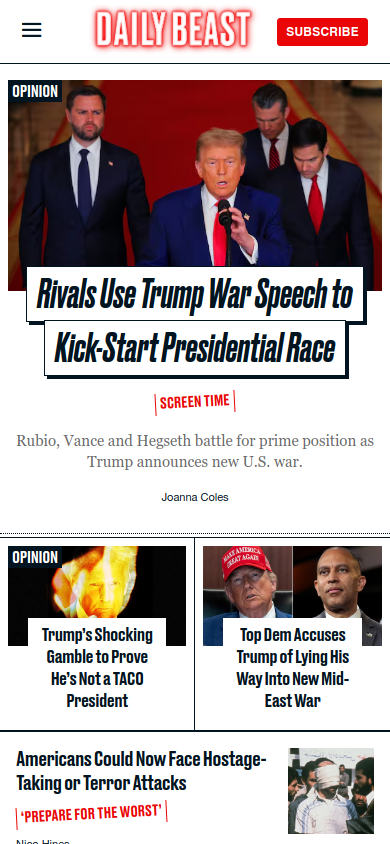 DAILY BEAST
SUBSCRIBE
OPINION
Rivals Use Trump War Speech to
Kick-Start Presidential Race
SCREEN TIME
Rubio, Vance and Hegseth battle for prime position as
Trump announces new U.S. war.
Joanna Coles
OPINION
Trump’s Shocking
Gamble to Prove
He’s Not a TACO
President
MAKE AMERICA
GREAT AGAIN
Top Dem Accuses
Trump of Lying His
Way Into New Mid-
East War
Americans Could Now Face Hostage-
Taking or Terror Attacks
‘PREPARE FOR THE WORST’
Nico Hines